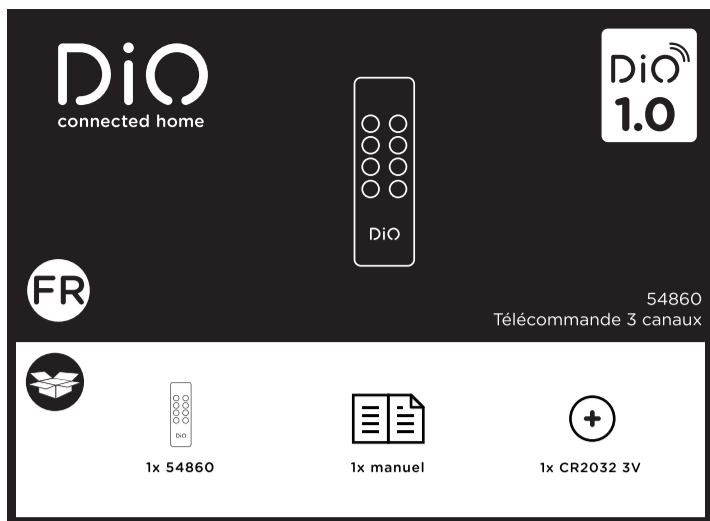 DiO
connected home
DiO
1.0
DiO
FR
54860
Télécommande 3 canaux
DiO
1x 54860
1x manuel
1x CR2032 3V